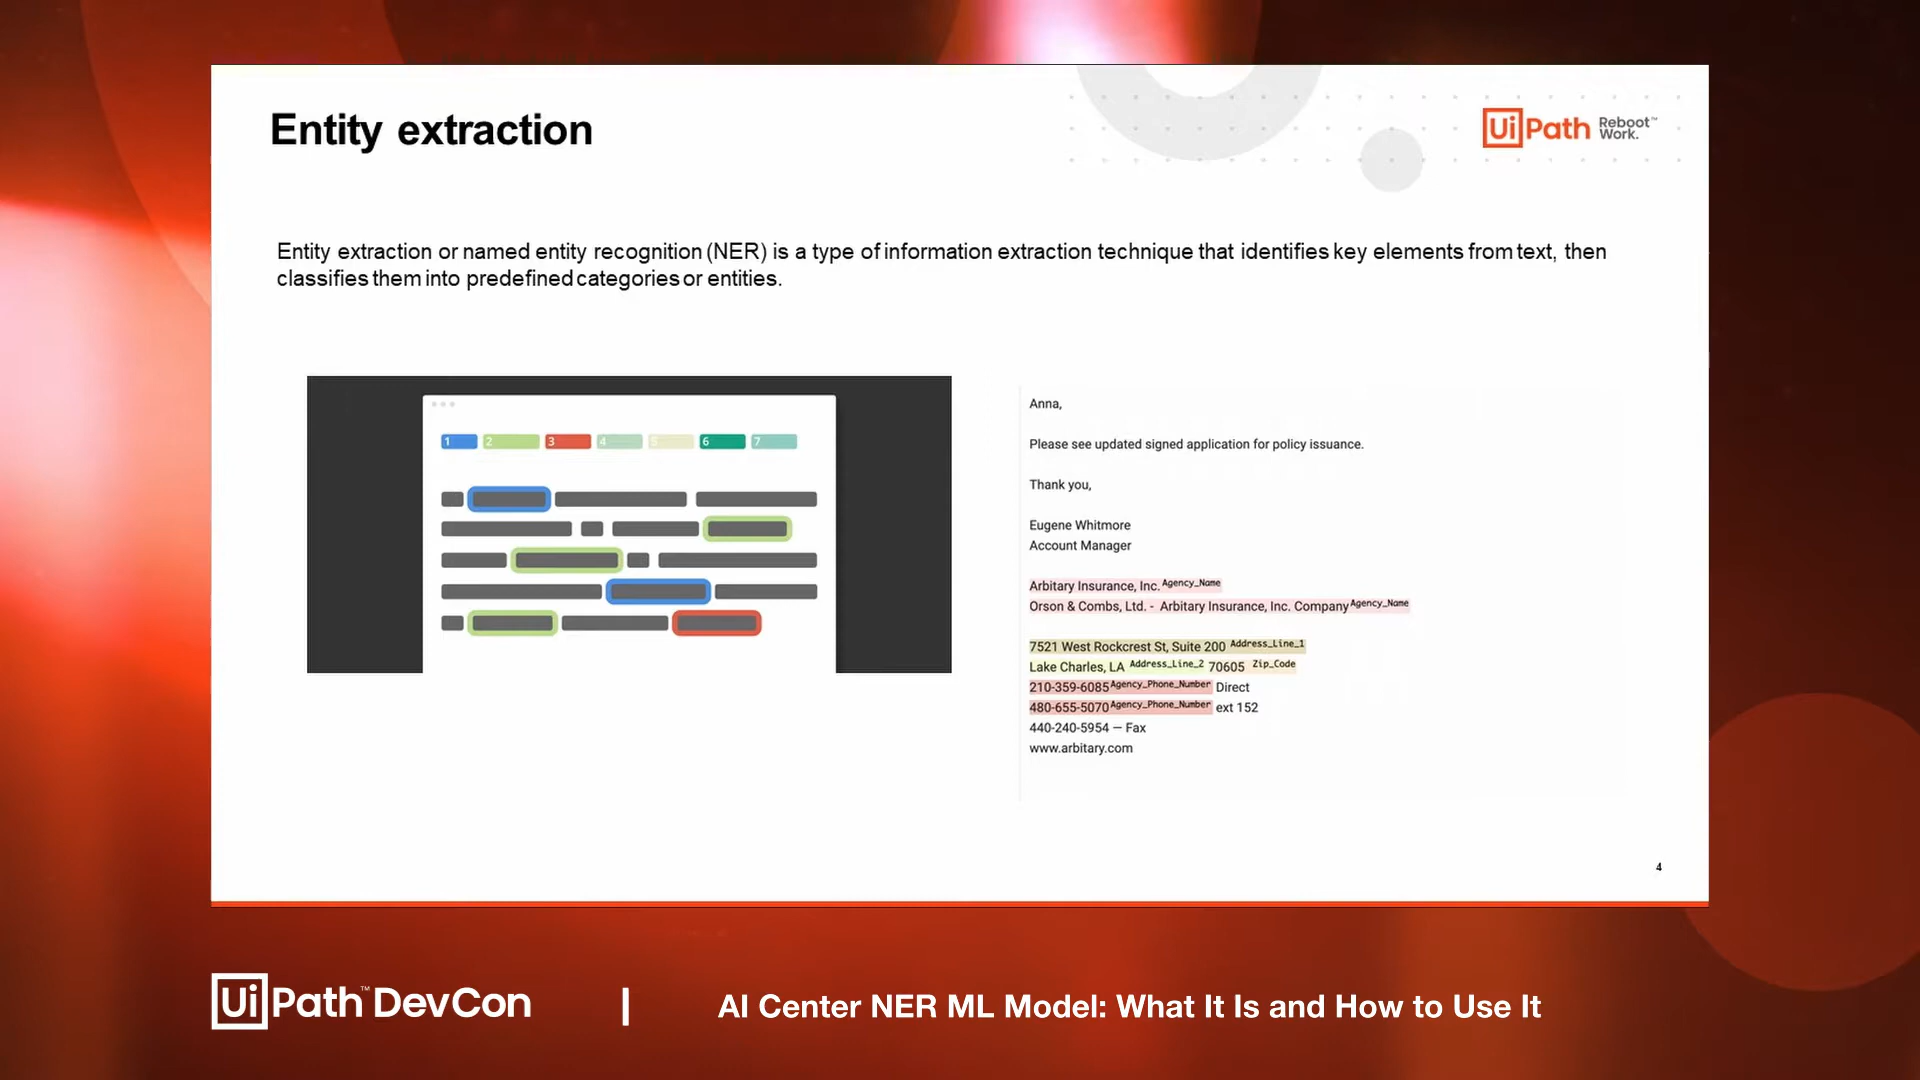 Entity extraction
UiPath Reboot™
Work.
Entity extraction or named entity recognition (NER) is a type of information extraction technique that identifies key elements from text, then
classifies them into predefined categories or entities.
1 2 3 4 5 6 7
Anna,
Please see updated signed application for policy issuance.
Thank you,
Eugene Whitmore
Account Manager
Arbitary Insurance, Inc. Agency_Name
Orson & Combs, Ltd. - Arbitary Insurance, Inc. Company Agency_Name
7521 West Rockcrest St, Suite 200 Address_Line_1
Lake Charles, LA Address_Line_2 70605 Zip_Code
210-359-6085 Agency_Phone_Number Direct
480-655-5070 Agency_Phone_Number ext 152
440-240-5954 — Fax
www.arbitary.com
4
UiPath™ DevCon | AI Center NER ML Model: What It Is and How to Use It